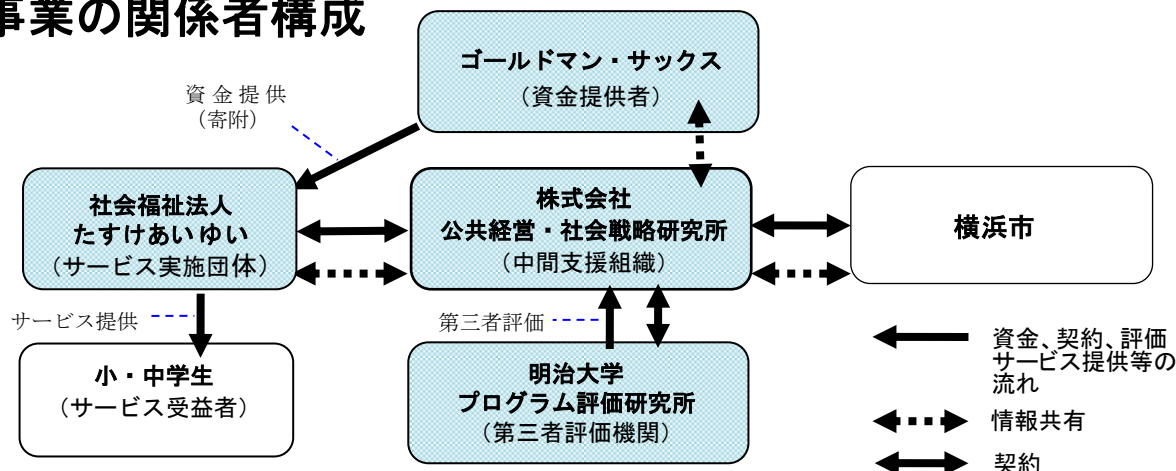 事業の関係者構成
ゴールドマン・サックス
（資金提供者）
資金提供
（寄附）
社会福祉法人
たすけあいゆい
（サービス実施団体）
株式会社
公共経営・社会戦略研究所
（中間支援組織）
横浜市
サービス提供
第三者評価
小・中学生
（サービス受益者）
明治大学
プログラム評価研究所
（第三者評価機関）
資金、契約、評価
サービス提供等の
流れ
情報共有
契約